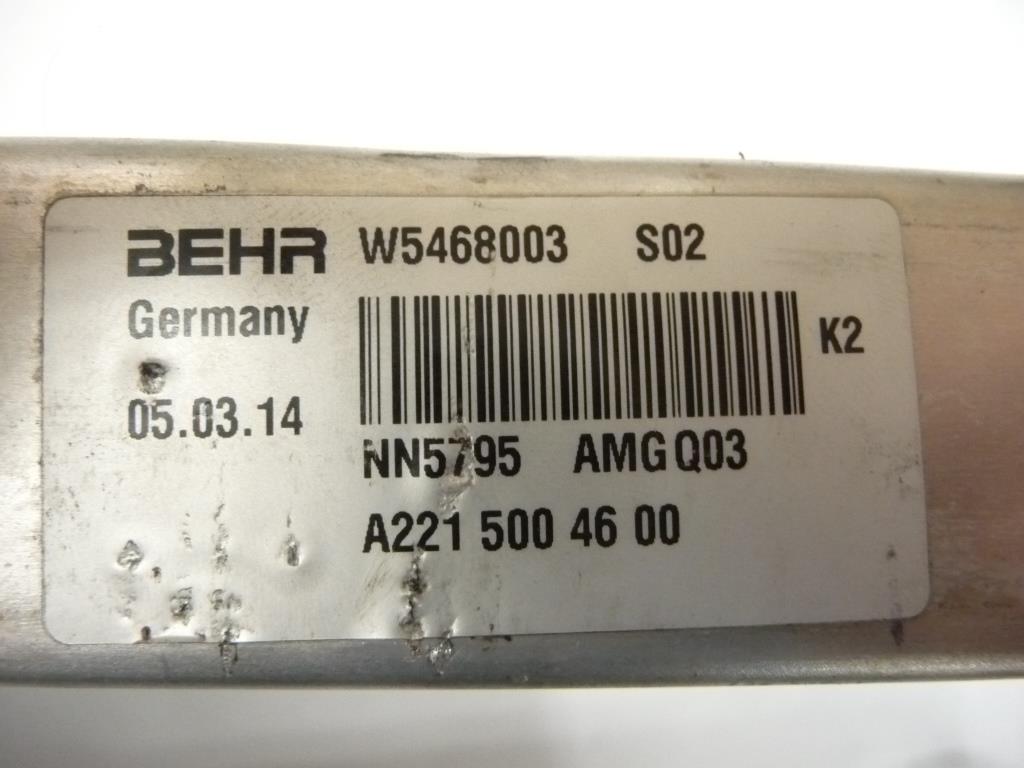 BEHR W5468003 S02
Germany K2
05.03.14
NN5795 AMG Q03
A221 500 46 00